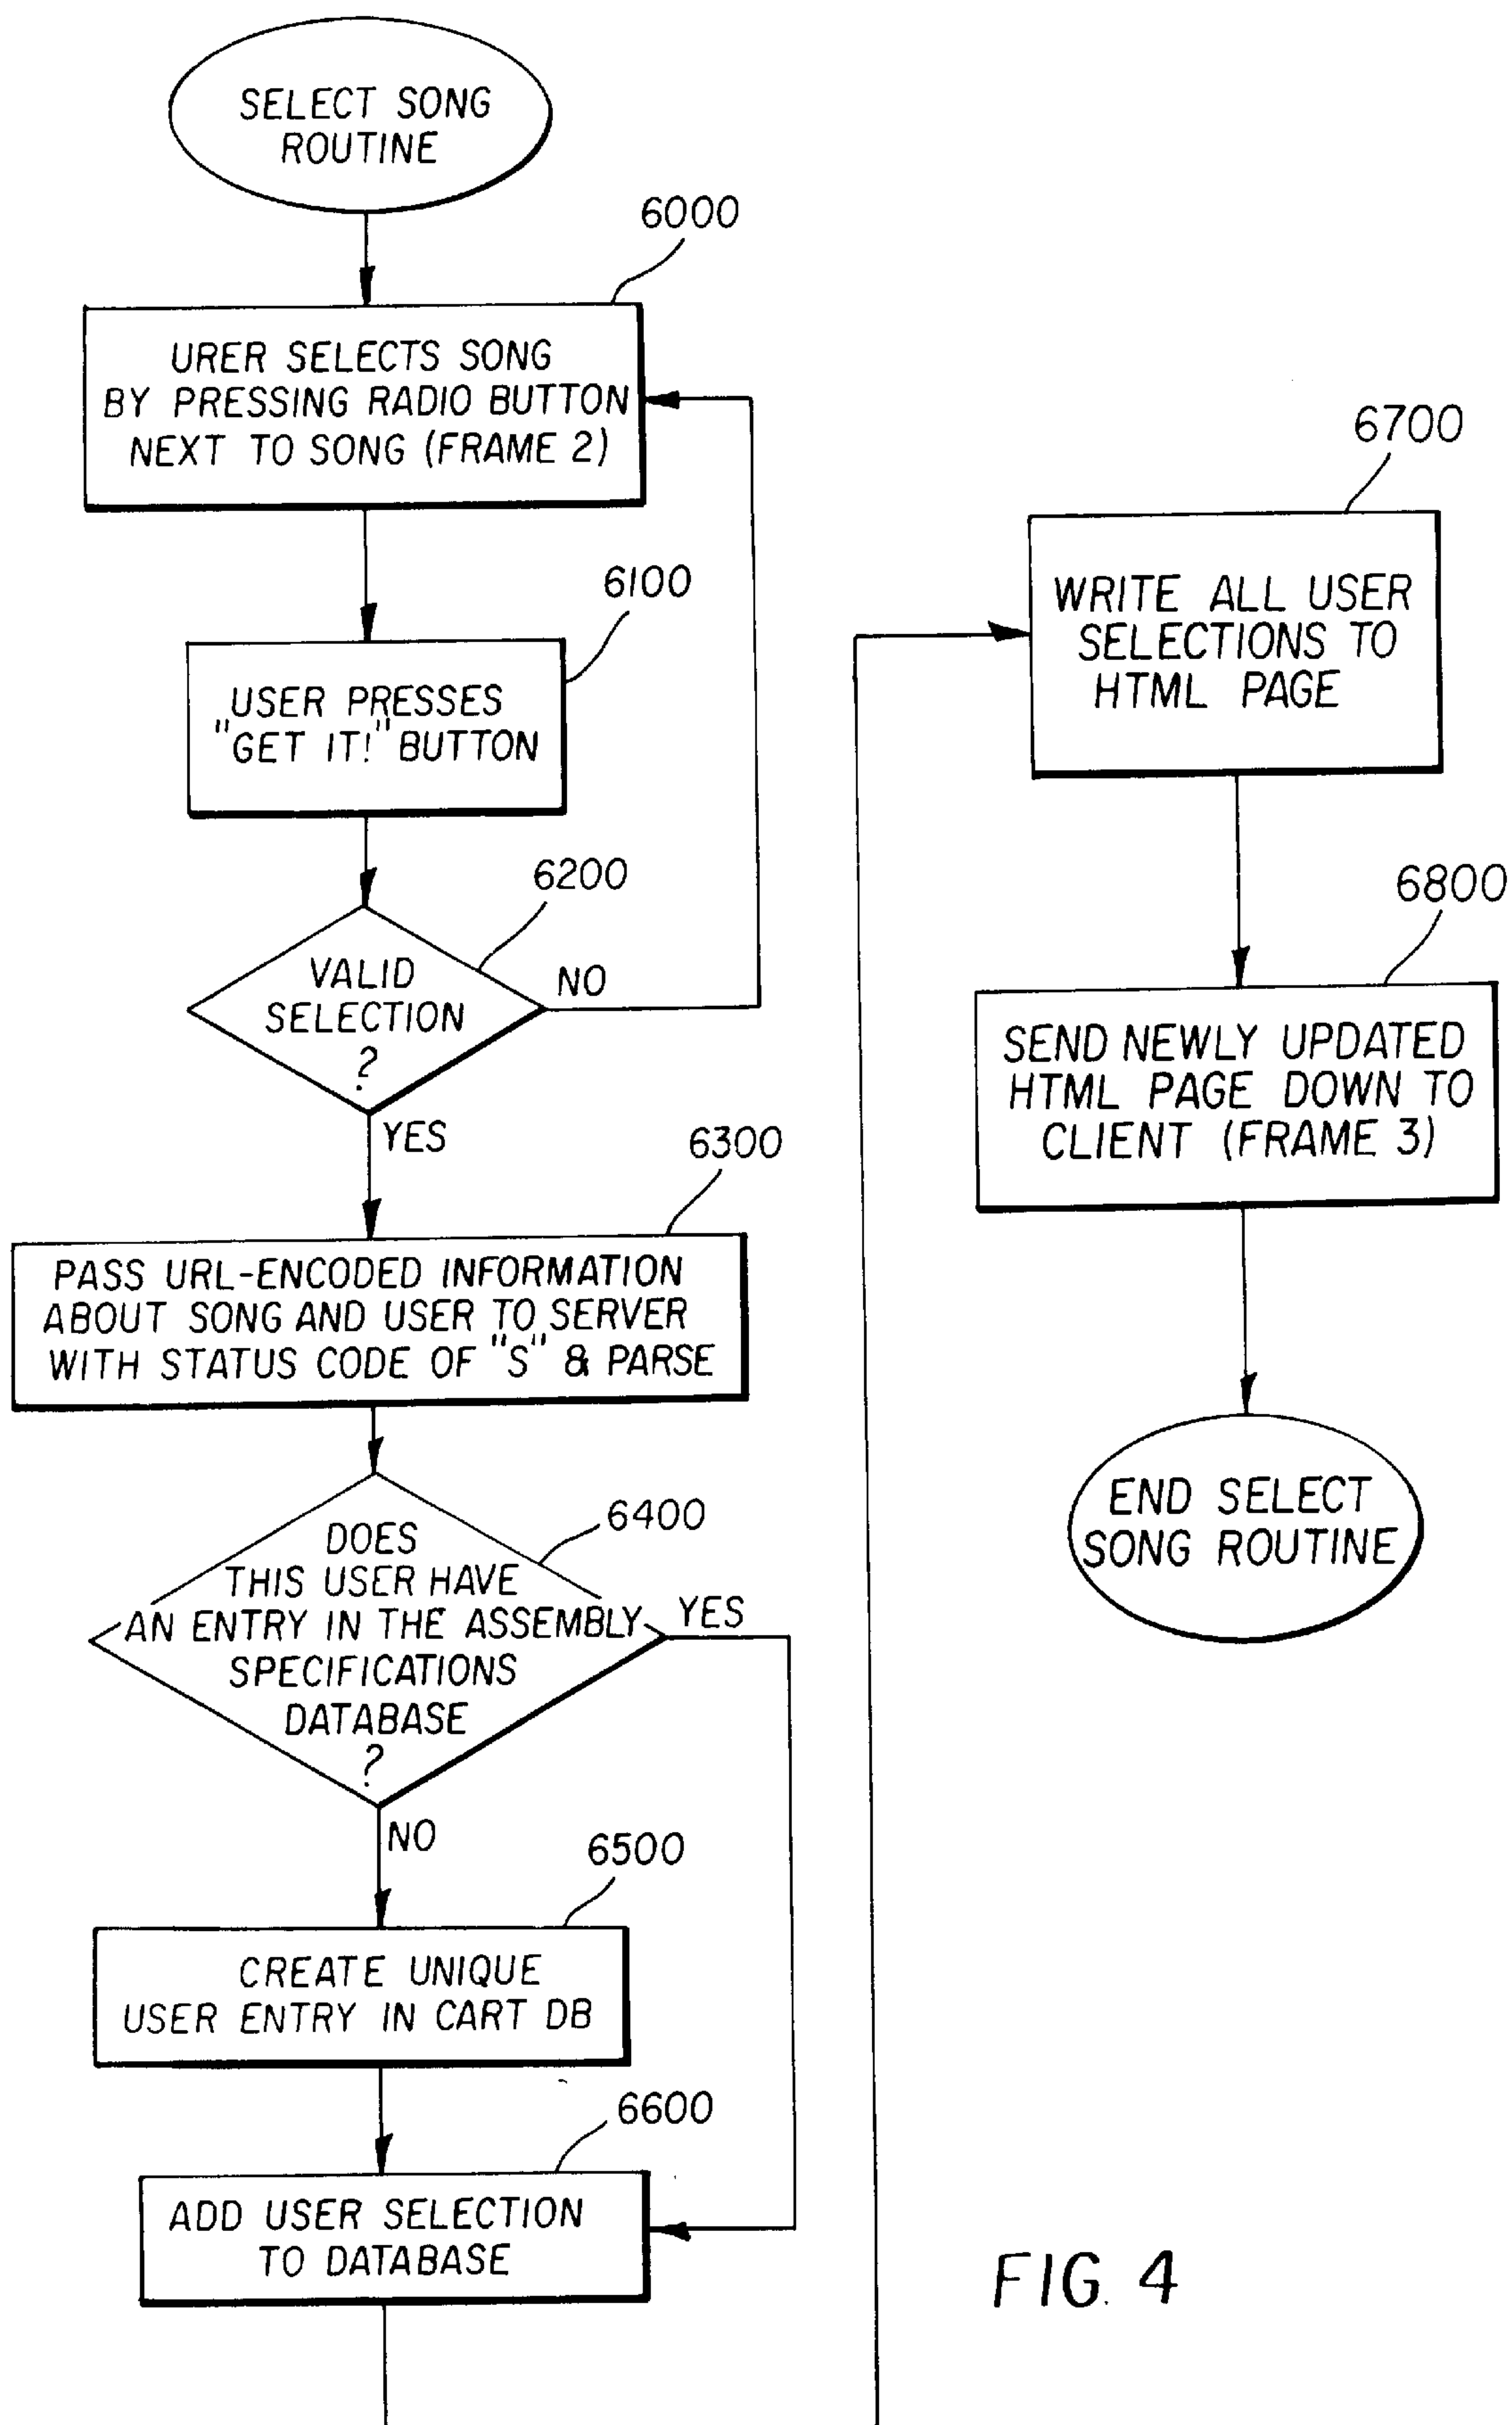 SELECT SONG
ROUTINE
6000
URER SELECTS SONG
BY PRESSING RADIO BUTTON
NEXT TO SONG (FRAME 2)
6100
USER PRESSES
"GET IT!" BUTTON
6200
VALID
SELECTION
?
NO
YES
6300
PASS URL-ENCODED INFORMATION
ABOUT SONG AND USER TO SERVER
WITH STATUS CODE OF "S" & PARSE
6400
DOES
THIS USER HAVE
AN ENTRY IN THE ASSEMBLY
SPECIFICATIONS
DATABASE
?
YES
NO
6500
CREATE UNIQUE
USER ENTRY IN CART DB
6600
ADD USER SELECTION
TO DATABASE
6700
WRITE ALL USER
SELECTIONS TO
HTML PAGE
6800
SEND NEWLY UPDATED
HTML PAGE DOWN TO
CLIENT (FRAME 3)
END SELECT
SONG ROUTINE
FIG. 4